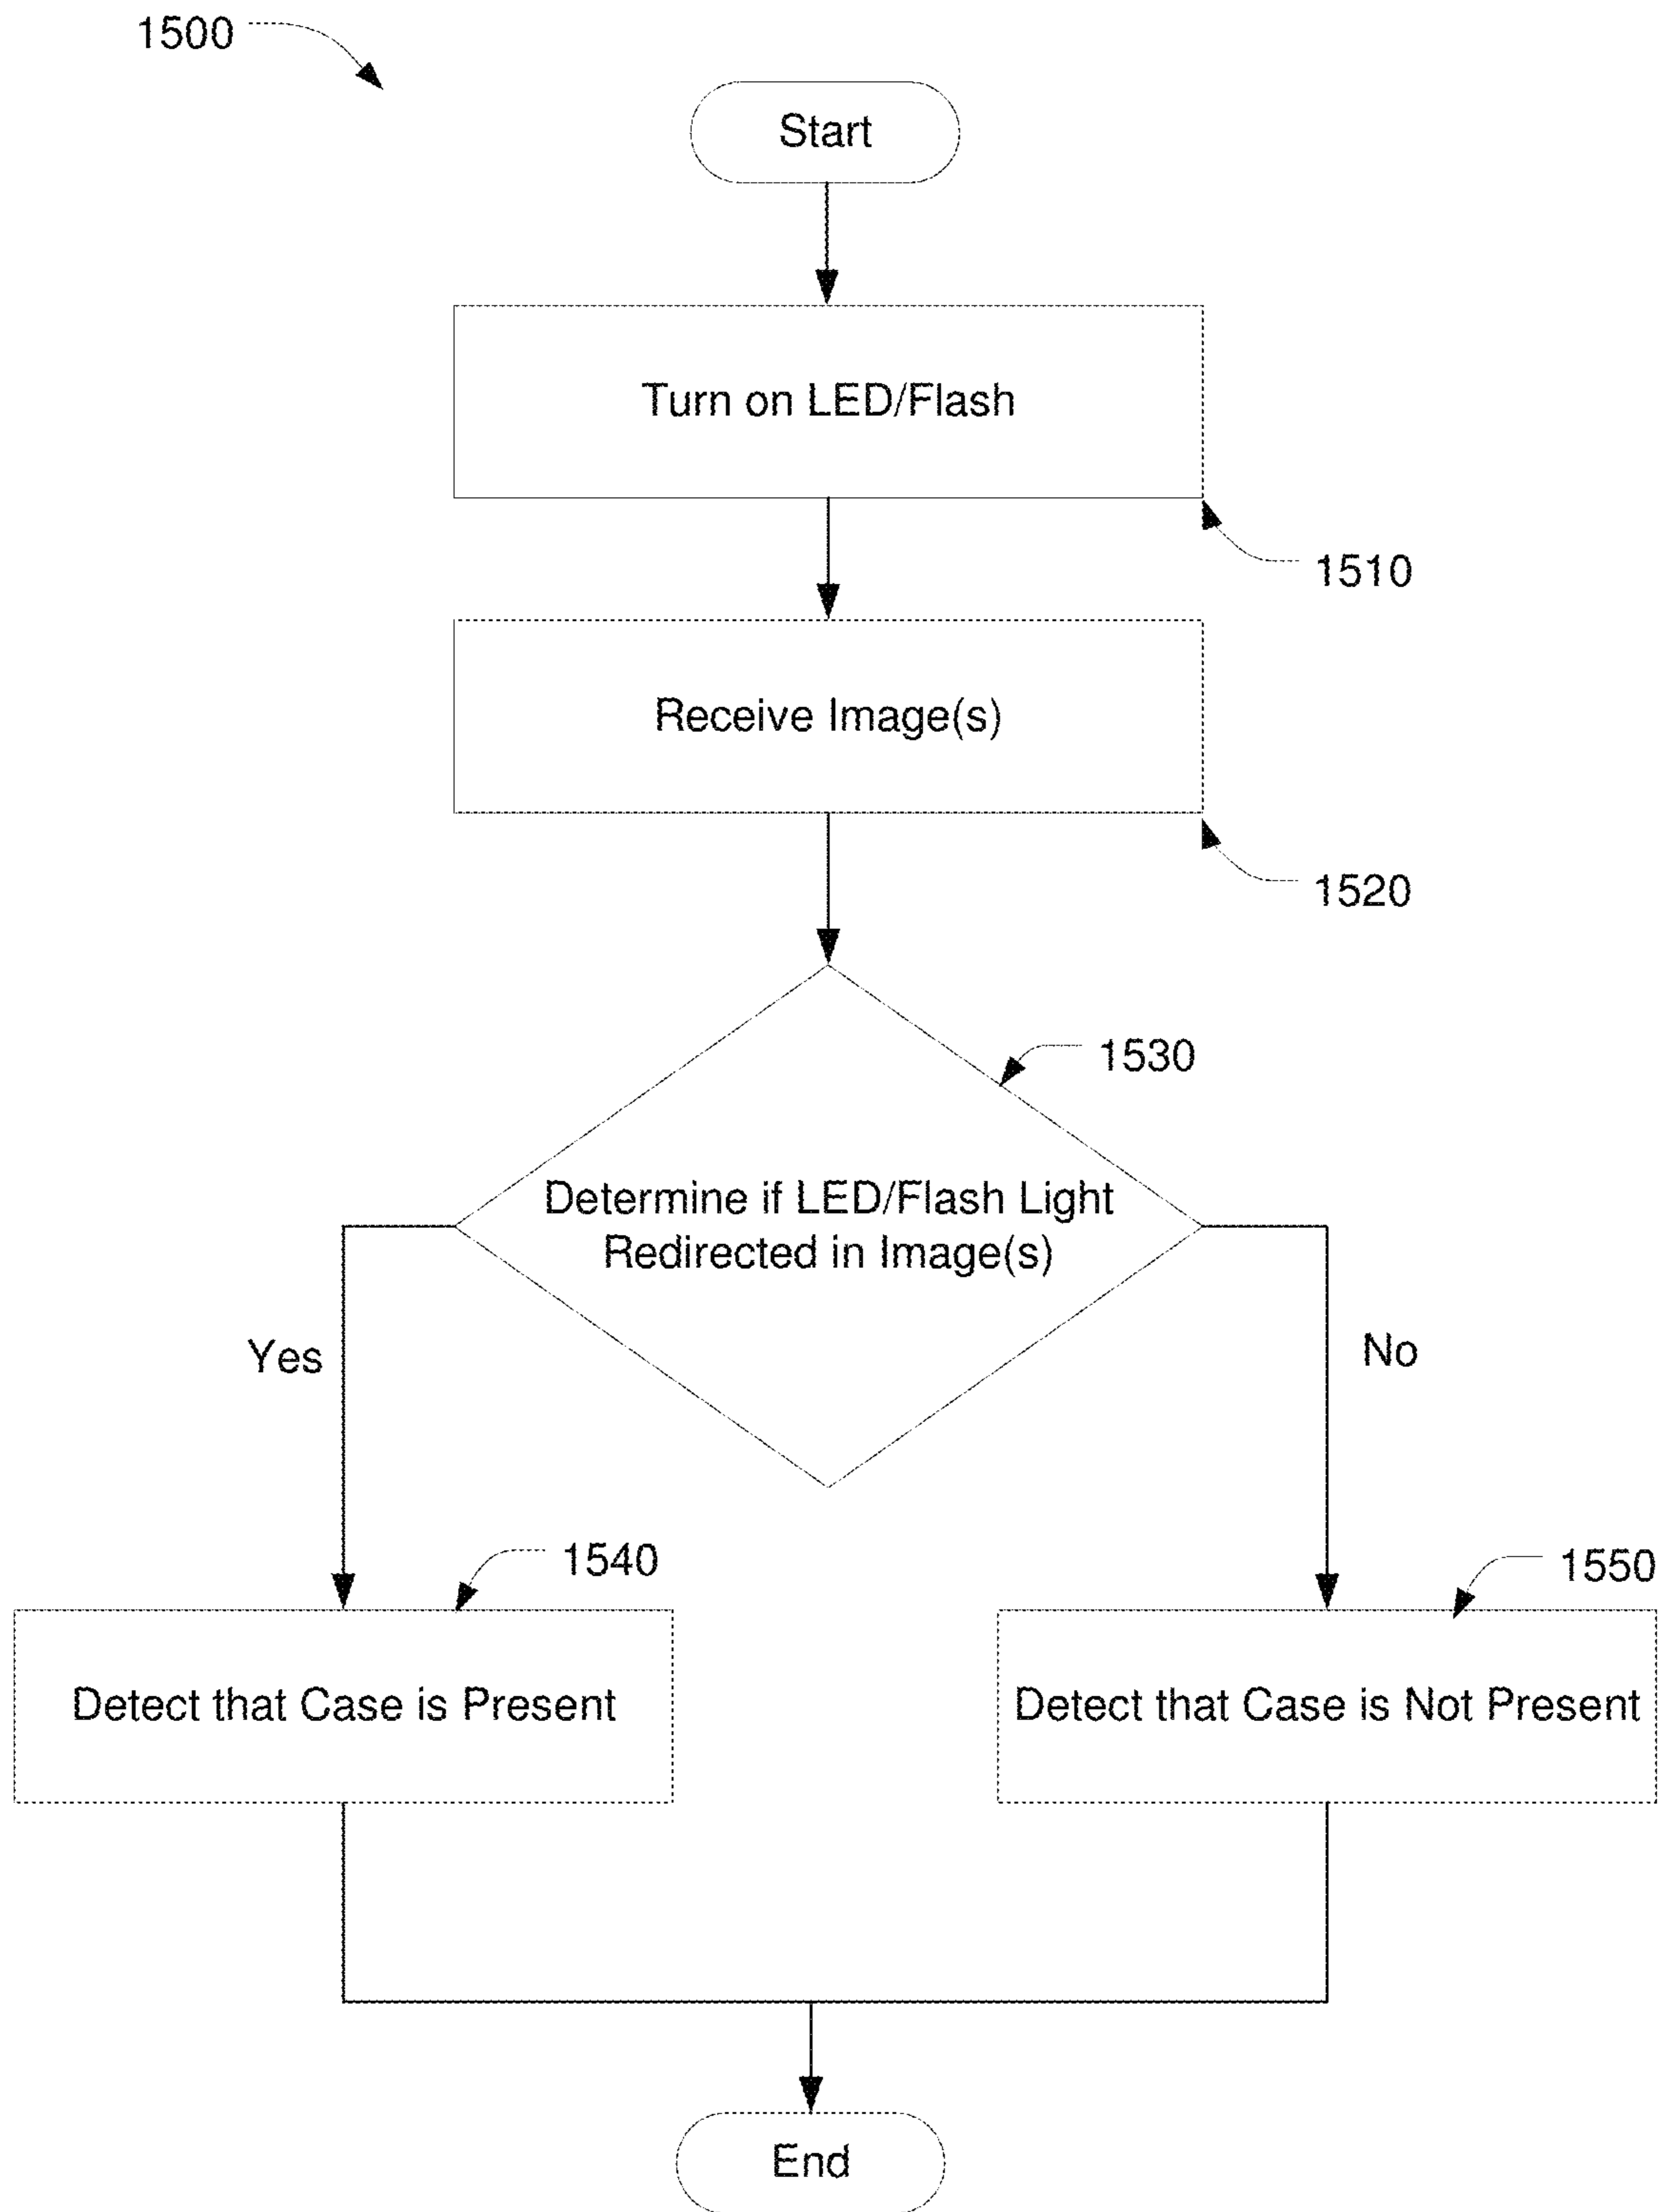 1500
Start
Turn on LED/Flash
1510
Receive Image(s)
1520
1530
Determine if LED/Flash Light
Redirected in Image(s)
Yes
No
1540
1550
Detect that Case is Present
Detect that Case is Not Present
End